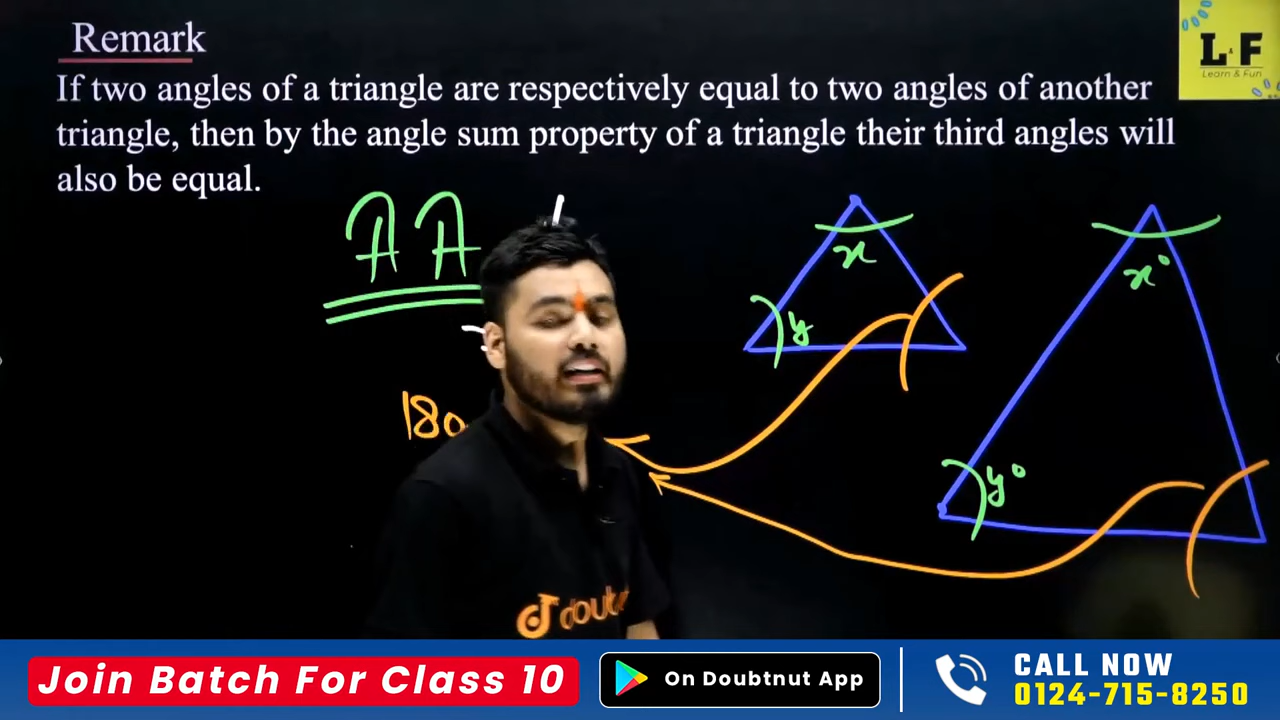 Remark
L&F
Learn & Fun
If two angles of a triangle are respectively equal to two angles of another
triangle, then by the angle sum property of a triangle their third angles will
also be equal.
AA
x
x°
y
180
y°
doubt
Join Batch For Class 10
On Doubtnut App
CALL NOW
0124-715-8250